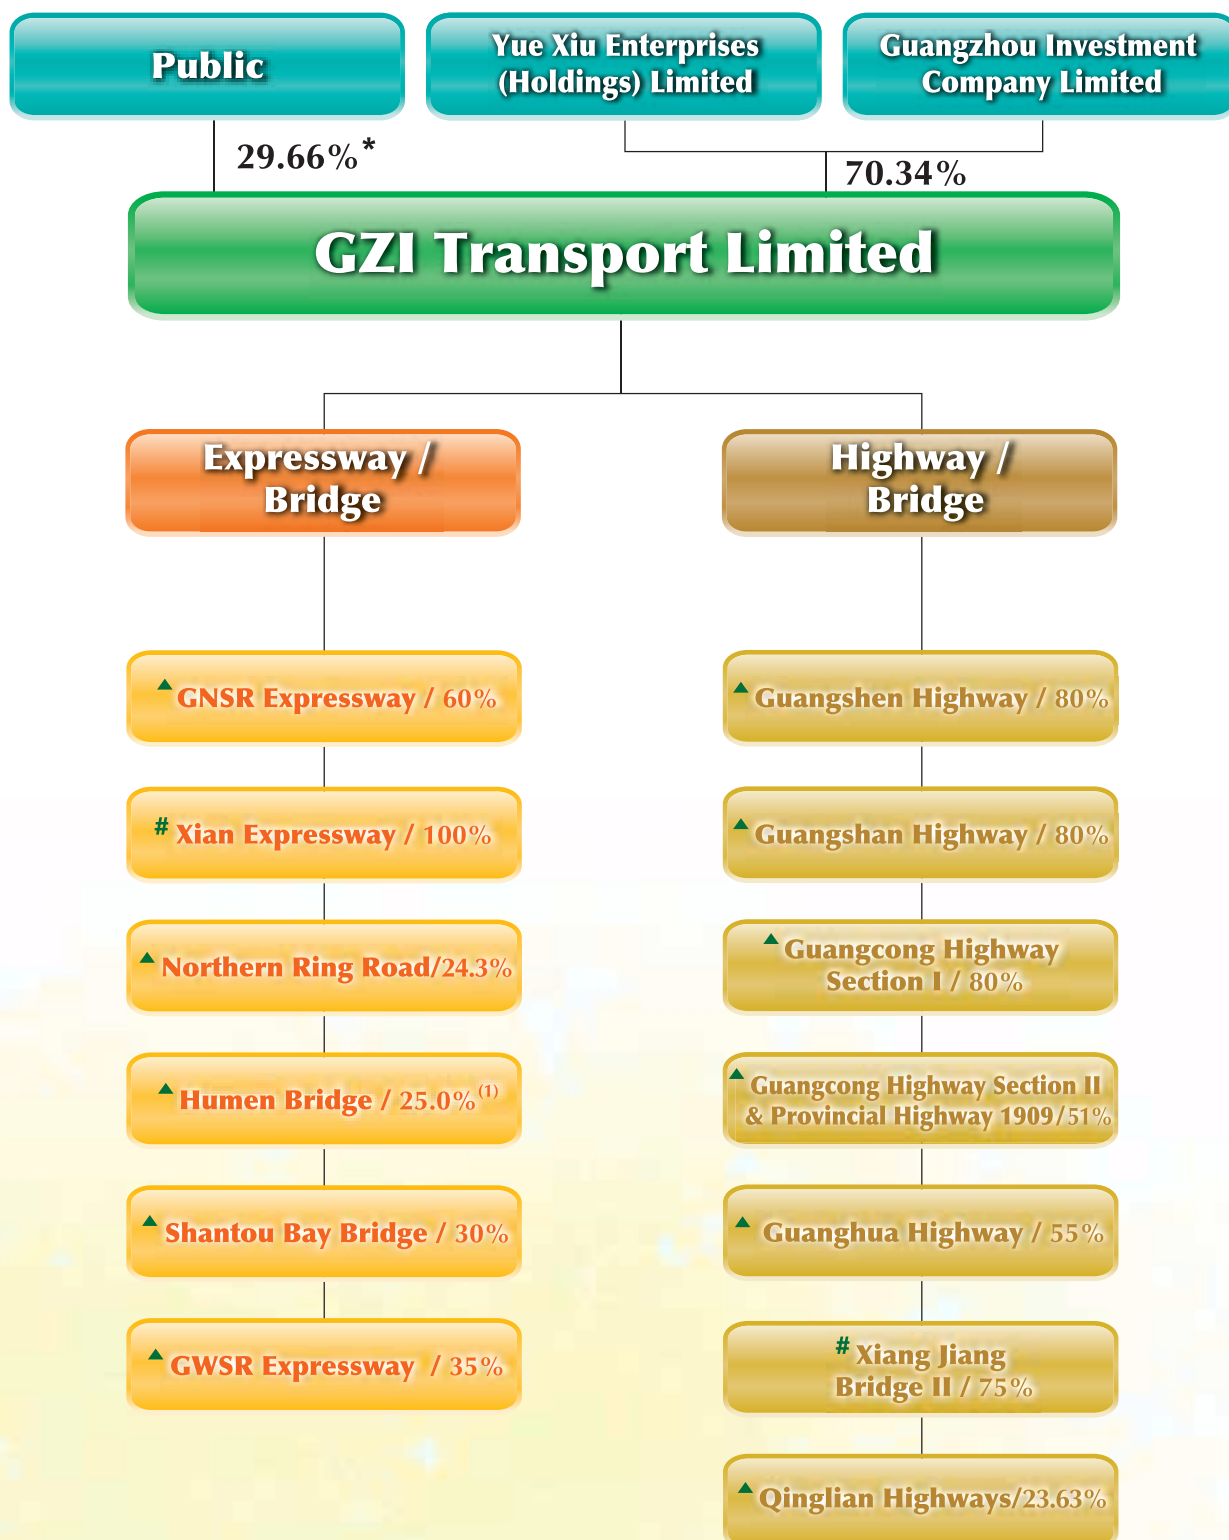 Public
Yue Xiu Enterprises
(Holdings) Limited
Guangzhou Investment
Company Limited
29.66%*
70.34%
GZI Transport Limited
Expressway /
Bridge
Highway /
Bridge
▲ GNSR Expressway / 60%
# Xian Expressway / 100%
▲ Northern Ring Road/24.3%
▲ Humen Bridge / 25.0%(1)
▲ Shantou Bay Bridge / 30%
▲ GWSR Expressway / 35%
▲ Guangshen Highway / 80%
▲ Guangshan Highway / 80%
▲ Guangcong Highway
Section I / 80%
▲ Guangcong Highway Section II
& Provincial Highway 1909/51%
▲ Guanghua Highway / 55%
# Xiang Jiang
Bridge II / 75%
▲ Qinglian Highways/23.63%